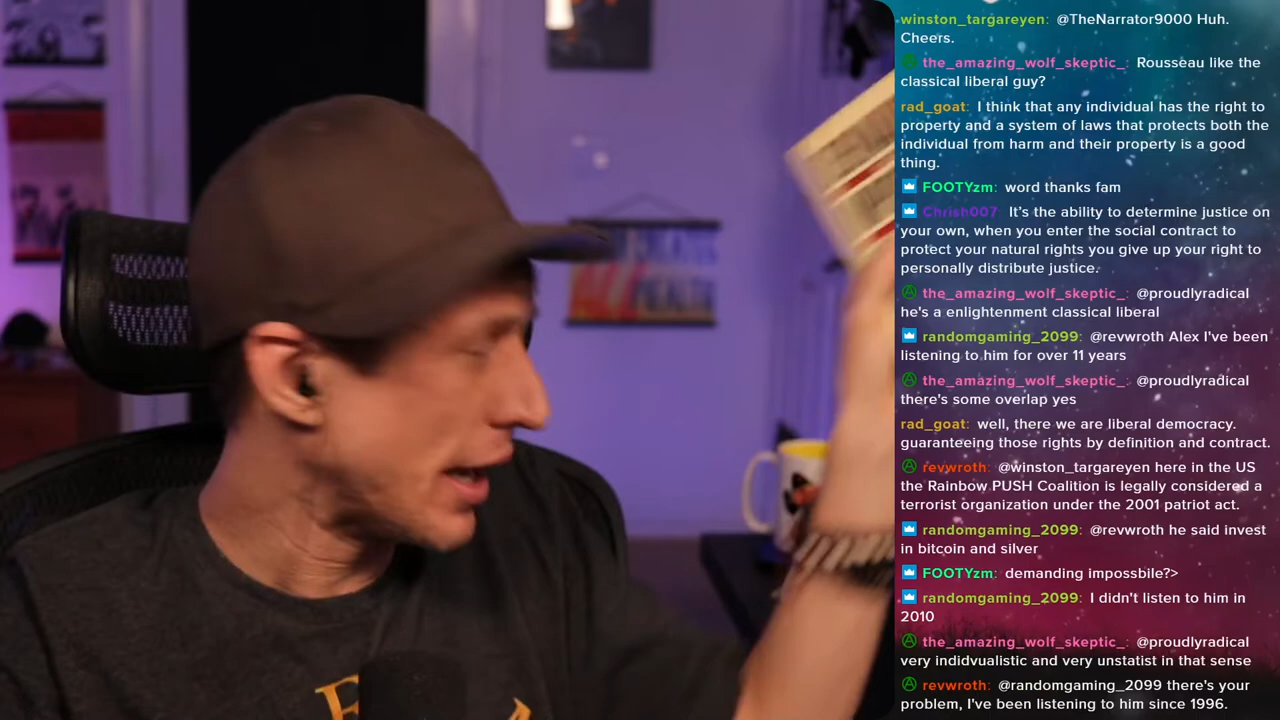 winston_targareyen: @TheNarrator9000 Huh.
Cheers.
the_amazing_wolf_skeptic_: Rousseau like the
classical liberal guy?
rad_goat: I think that any individual has the right to
property and a system of laws that protects both the
individual from harm and their property is a good
thing.
FOOTYzm: word thanks fam
Chrish007 It's the ability to determine justice on
your own, when you enter the social contract to
protect your natural rights you give up your right to
personally distribute justice.
the_amazing_wolf_skeptic_: @proudlyradical
he's a enlightenment classical liberal
randomgaming_2099: @revwroth Alex I've been
listening to him for over 11 years
the_amazing_wolf_skeptic_: @proudlyradical
there's some overlap yes
rad_goat: well, there we are liberal democracy.
guaranteeing those rights by definition and contract.
revwroth: @winston_targareyen here in the US
the Rainbow PUSH Coalition is legally considered a
terrorist organization under the 2001 patriot act.
randomgaming_2099: @revwroth he said invest
in bitcoin and silver
FOOTYzm: demanding impossbile?>
randomgaming_2099: I didn't listen to him in
2010
the_amazing_wolf_skeptic_: @proudlyradical
very indidvualistic and very unstatist in that sense
revwroth: @randomgaming_2099 there's your
problem, I've been listening to him since 1996.